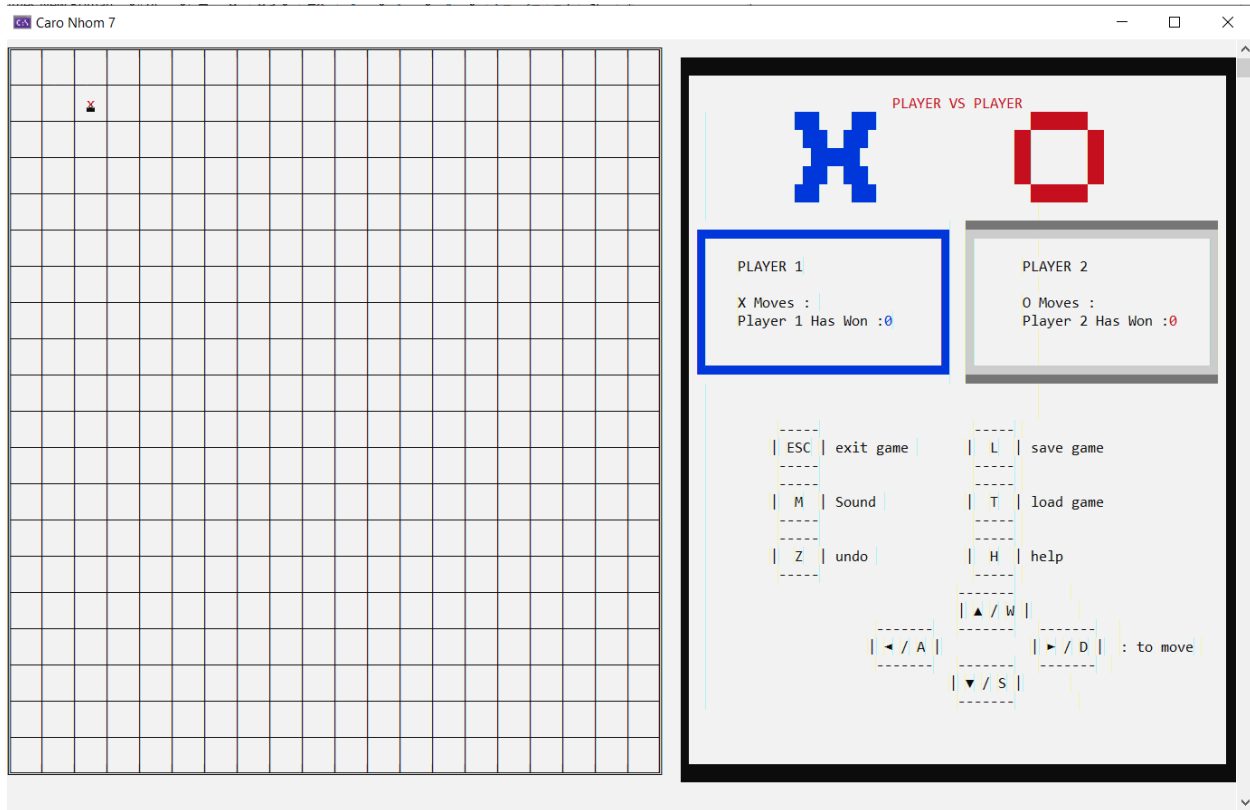 Caro Nhom 7
x
PLAYER VS PLAYER
X O
PLAYER 1
X Moves :
Player 1 Has Won :0
PLAYER 2
O Moves :
Player 2 Has Won :0
| ESC | exit game
| L | save game
| M | Sound
| T | load game
| Z | undo
| H | help
| ▲ / W |
| ◄ / A |
| ► / D | : to move
| ▼ / S |